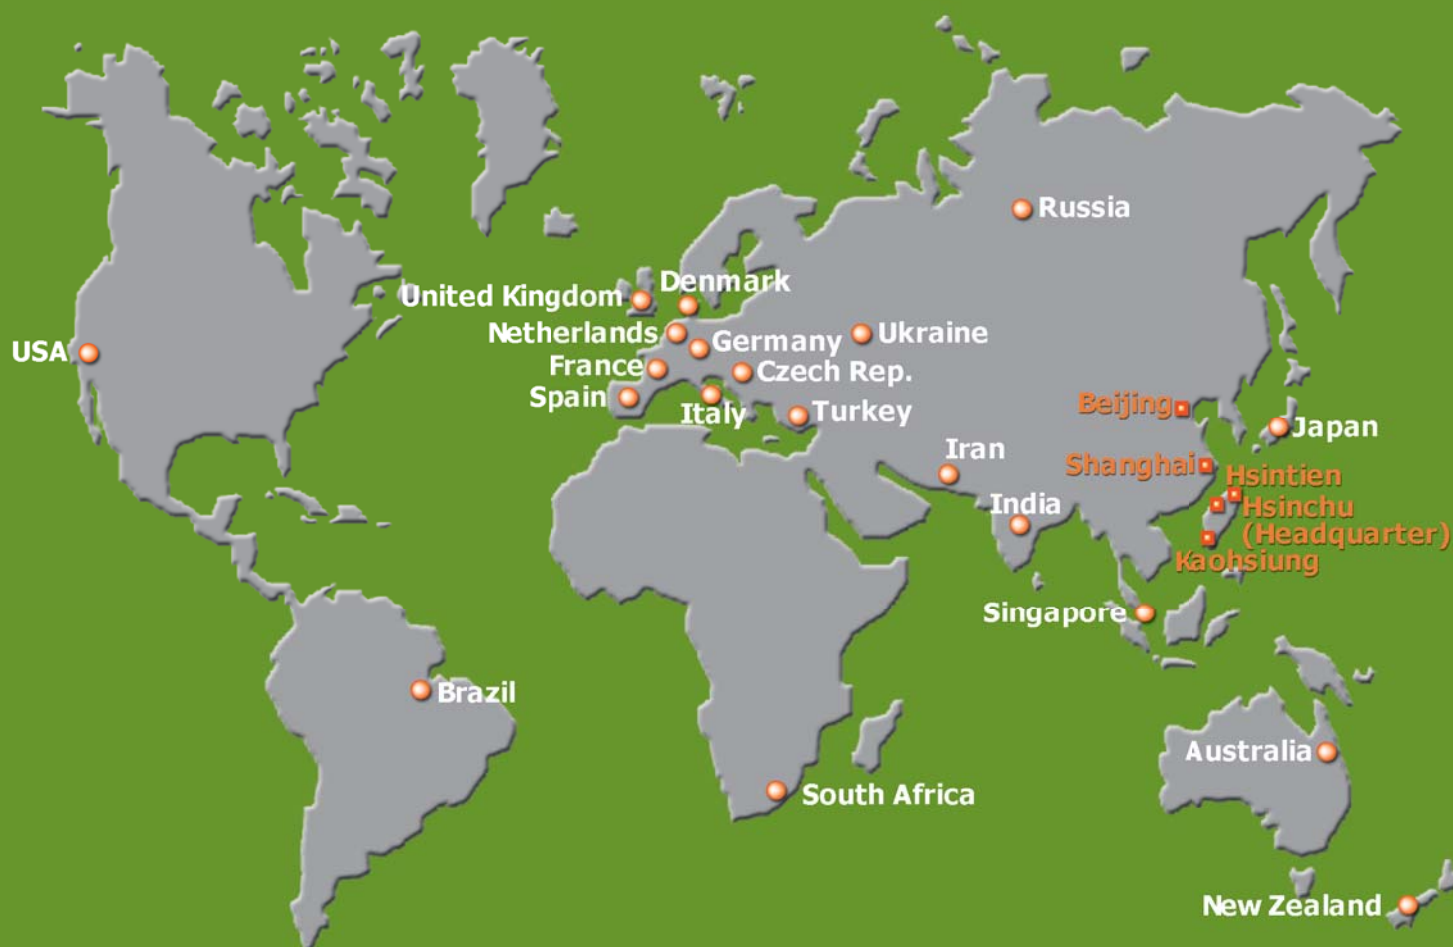 Russia
Denmark
United Kingdom
Netherlands
Ukraine
Germany
USA
France
Czech Rep.
Spain
Italy
Turkey
Beijing
Japan
Iran
Shanghai
Hsintien
India
Hsinchu
(Headquarter)
Kaohsiung
Singapore
Brazil
Australia
South Africa
New Zealand